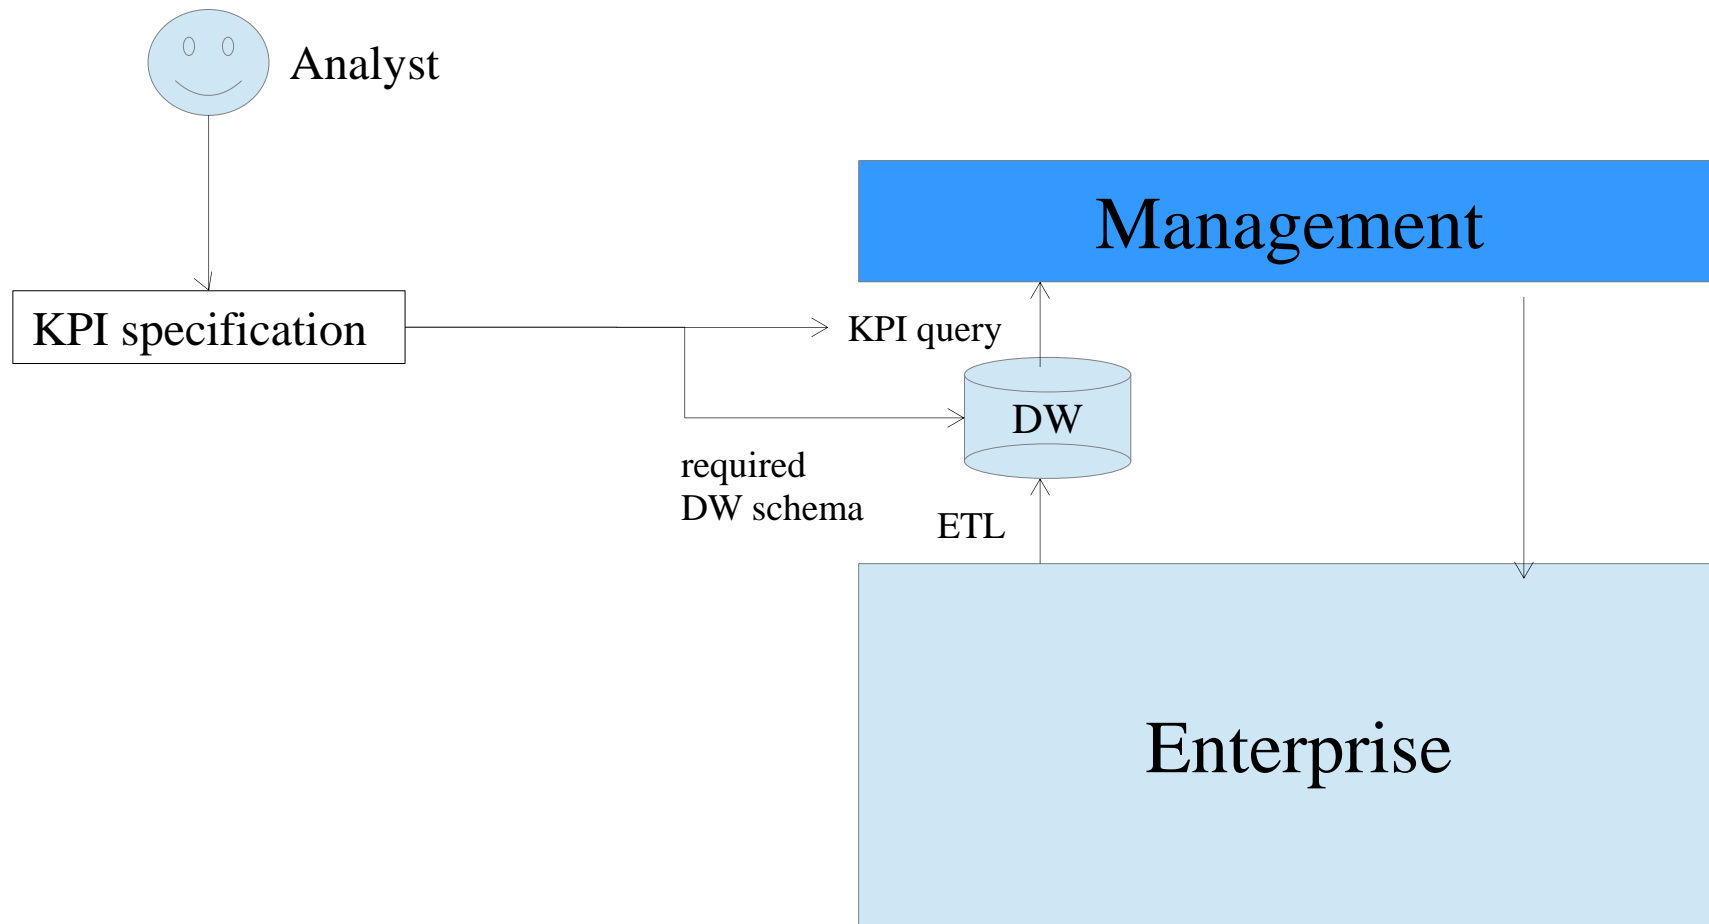 Analyst
Management
KPI specification
KPI query
DW
required
DW schema
ETL
Enterprise